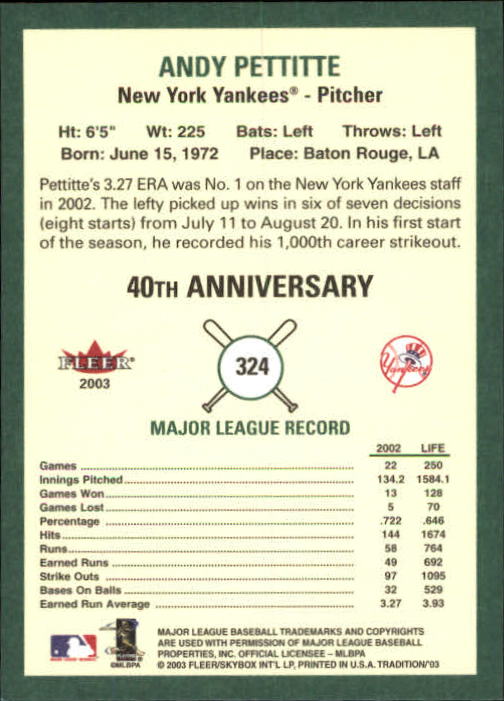 ANDY PETTITTE
New York Yankees® - Pitcher
Ht: 6'5" Wt: 225 Bats: Left Throws: Left
Born: June 15, 1972 Place: Baton Rouge, LA
Pettitte's 3.27 ERA was No. 1 on the New York Yankees staff
in 2002. The lefty picked up wins in six of seven decisions
(eight starts) from July 11 to August 20. In his first start
of the season, he recorded his 1,000th career strikeout.
40TH ANNIVERSARY
FLEER®
2003
324
Yankees
MAJOR LEAGUE RECORD
2002 LIFE
Games 22 250
Innings Pitched 134.2 1584.1
Games Won 13 128
Games Lost 5 70
Percentage .722 .646
Hits 144 1674
Runs 58 764
Earned Runs 49 692
Strike Outs 97 1095
Bases On Balls 32 529
Earned Run Average 3.27 3.93
©MLBPA
MAJOR LEAGUE BASEBALL TRADEMARKS AND COPYRIGHTS
ARE USED WITH PERMISSION OF MAJOR LEAGUE BASEBALL
PROPERTIES, INC. OFFICIAL LICENSEE – MLBPA
© 2003 FLEER/SKYBOX INT'L LP, PRINTED IN U.S.A. TRADITION/'03